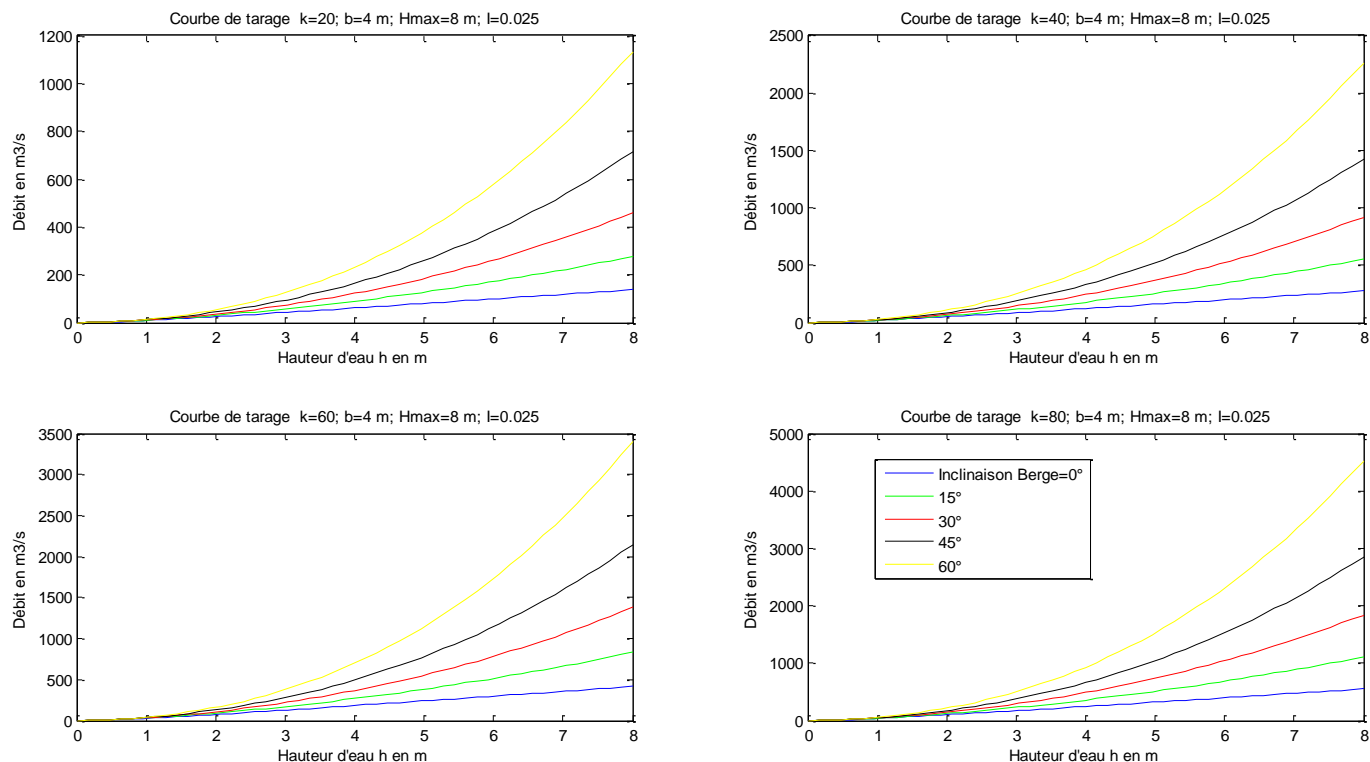 Courbe de tarage k=20; b=4 m; Hmax=8 m; I=0.025
1200
1000
800
600
400
200
0
Débit en m3/s
0 1 2 3 4 5 6 7 8
Hauteur d'eau h en m
Courbe de tarage k=40; b=4 m; Hmax=8 m; I=0.025
2500
2000
1500
1000
500
0
Débit en m3/s
0 1 2 3 4 5 6 7 8
Hauteur d'eau h en m
Courbe de tarage k=60; b=4 m; Hmax=8 m; I=0.025
3500
3000
2500
2000
1500
1000
500
0
Débit en m3/s
0 1 2 3 4 5 6 7 8
Hauteur d'eau h en m
Courbe de tarage k=80; b=4 m; Hmax=8 m; I=0.025
5000
4000
3000
2000
1000
0
Débit en m3/s
Inclinaison Berge=0°
15°
30°
45°
60°
0 1 2 3 4 5 6 7 8
Hauteur d'eau h en m